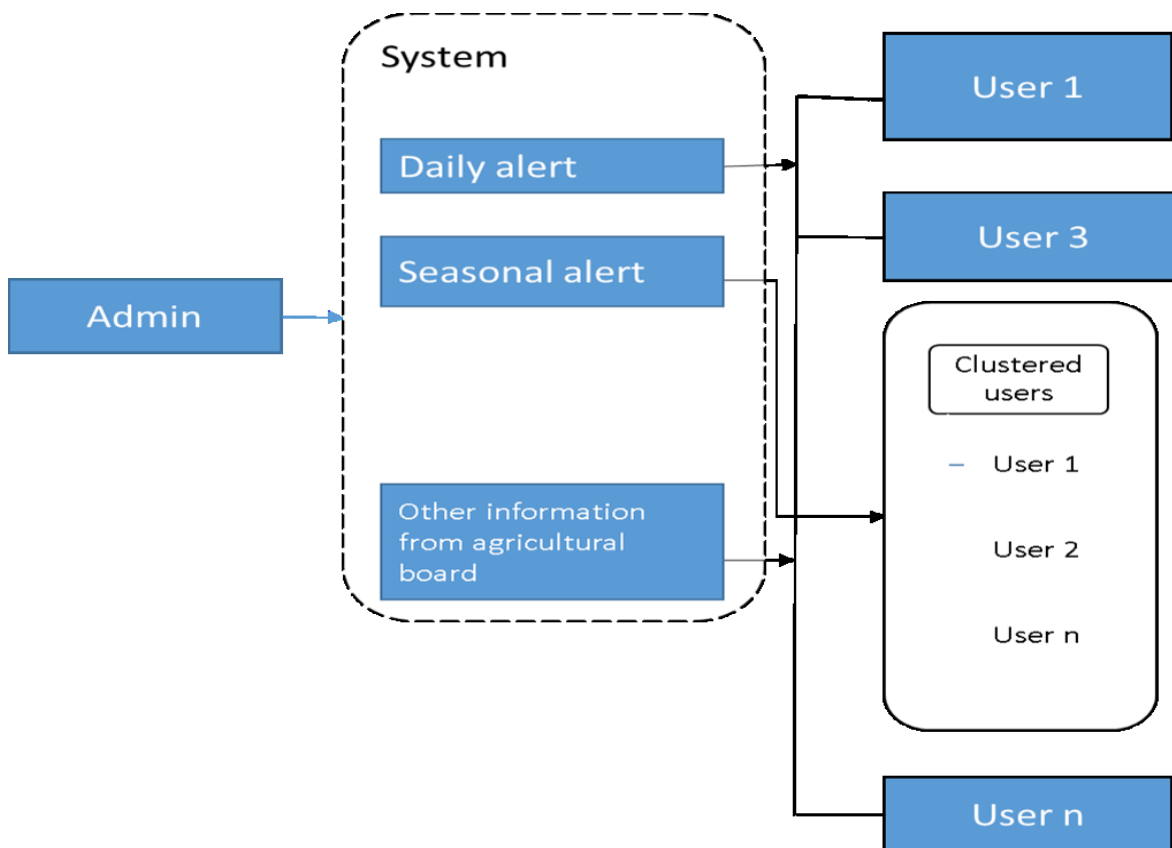 System
Daily alert
Seasonal alert
Other information
from agricultural
board
Admin
User 1
User 3
Clustered
users
– User 1
User 2
User n
User n